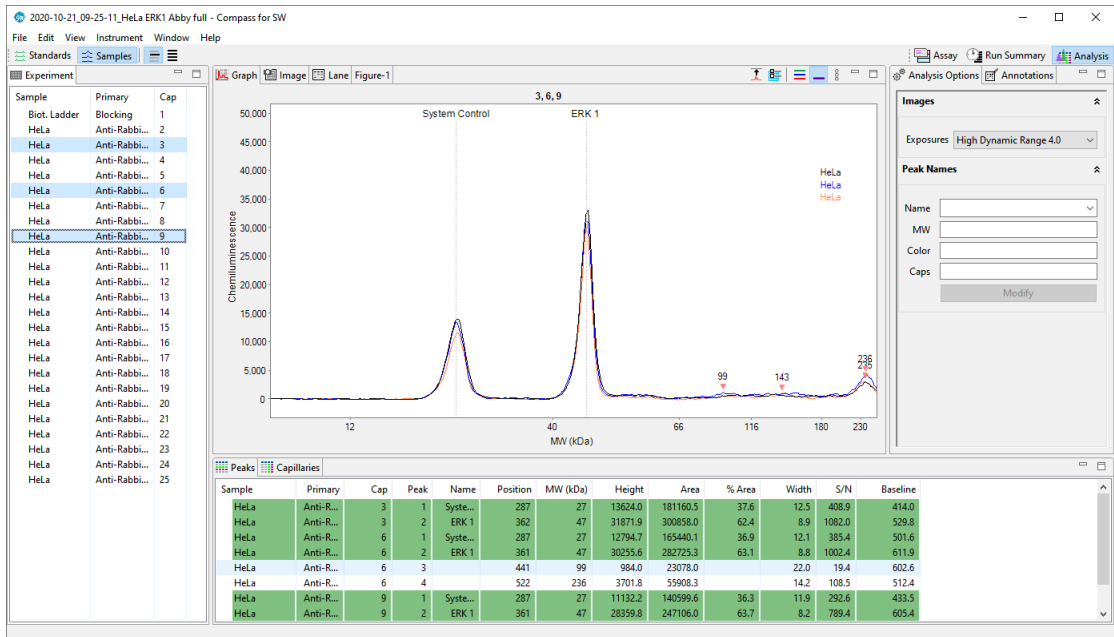 2020-10-21_09-25-11_HeLa ERK1 Abby full - Compass for SW
File Edit View Instrument Window Help
Standards Samples Assay Run Summary Analysis
Experiment
Sample Primary Cap
Biot. Ladder Blocking 1
HeLa Anti-Rabbi... 2
HeLa Anti-Rabbi... 3
HeLa Anti-Rabbi... 4
HeLa Anti-Rabbi... 5
HeLa Anti-Rabbi... 6
HeLa Anti-Rabbi... 7
HeLa Anti-Rabbi... 8
HeLa Anti-Rabbi... 9
HeLa Anti-Rabbi... 10
HeLa Anti-Rabbi... 11
HeLa Anti-Rabbi... 12
HeLa Anti-Rabbi... 13
HeLa Anti-Rabbi... 14
HeLa Anti-Rabbi... 15
HeLa Anti-Rabbi... 16
HeLa Anti-Rabbi... 17
HeLa Anti-Rabbi... 18
HeLa Anti-Rabbi... 19
HeLa Anti-Rabbi... 20
HeLa Anti-Rabbi... 21
HeLa Anti-Rabbi... 22
HeLa Anti-Rabbi... 23
HeLa Anti-Rabbi... 24
HeLa Anti-Rabbi... 25
Graph Image Lane Figure-1
3, 6, 9
System Control ERK 1
50,000
45,000
40,000
35,000
30,000
25,000
20,000
15,000
10,000
5,000
0
Chemiluminescence
HeLa
HeLa
HeLa
99 143 236
12 40 66 116 180 230
MW (kDa)
Analysis Options Annotations
Images
Exposures High Dynamic Range 4.0
Peak Names
Name
MW
Color
Caps
Modify
Peaks Capillaries
Sample Primary Cap Peak Name Position MW (kDa) Height Area % Area Width S/N Baseline
HeLa Anti-R... 3 1 Syste... 287 27 13624.0 181160.5 37.6 12.5 408.9 414.0
HeLa Anti-R... 3 2 ERK 1 362 47 31871.9 300858.0 62.4 8.9 1082.0 529.8
HeLa Anti-R... 6 1 Syste... 287 27 12794.7 165440.1 36.9 12.1 385.4 501.6
HeLa Anti-R... 6 2 ERK 1 361 47 30255.6 282725.3 63.1 8.8 1002.4 611.9
HeLa Anti-R... 6 3 441 99 984.0 23078.0 22.0 19.4 602.6
HeLa Anti-R... 6 4 522 236 3701.8 55908.3 14.2 108.5 512.4
HeLa Anti-R... 9 1 Syste... 287 27 11132.2 140599.6 36.3 11.9 292.6 433.5
HeLa Anti-R... 9 2 ERK 1 361 47 28359.8 247106.0 63.7 8.2 789.4 605.4